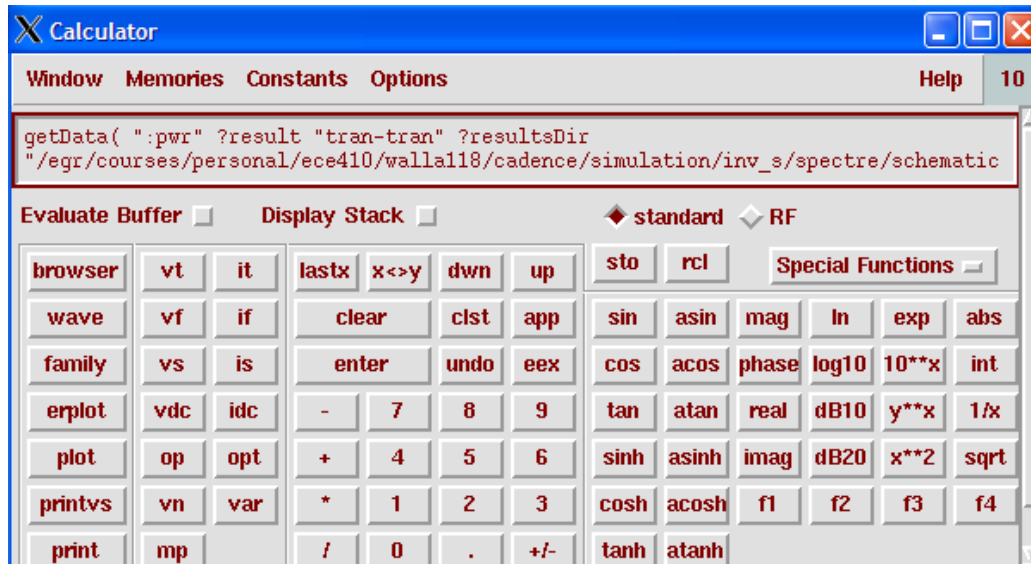 Calculator
Window Memories Constants Options Help 10
getData( ":pwr" ?result "tran-tran" ?resultsDir
"/egr/courses/personal/ece410/walla118/cadence/simulation/inv_s/spectre/schematic
Evaluate Buffer Display Stack standard RF
browser vt it lastx x<>y dwn up sto rcl Special Functions
wave vf if clear clst app sin asin mag ln exp abs
family vs is enter undo eex cos acos phase log10 10**x int
erplot vdc idc - 7 8 9 tan atan real dB10 y**x 1/x
plot op opt + 4 5 6 sinh asinh imag dB20 x**2 sqrt
printvs vn var * 1 2 3 cosh acosh f1 f2 f3 f4
print mp / 0 . +/- tanh atanh